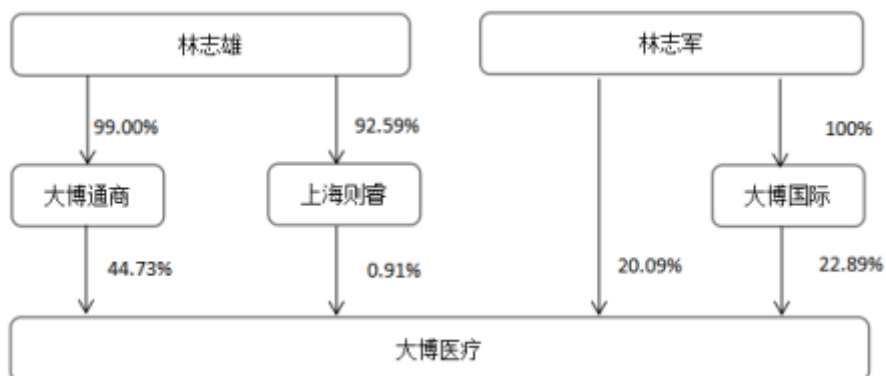 林志雄
林志军
99.00%
92.59%
100%
大博通商
上海则睿
大博国际
44.73%
0.91%
20.09%
22.89%
大博医疗